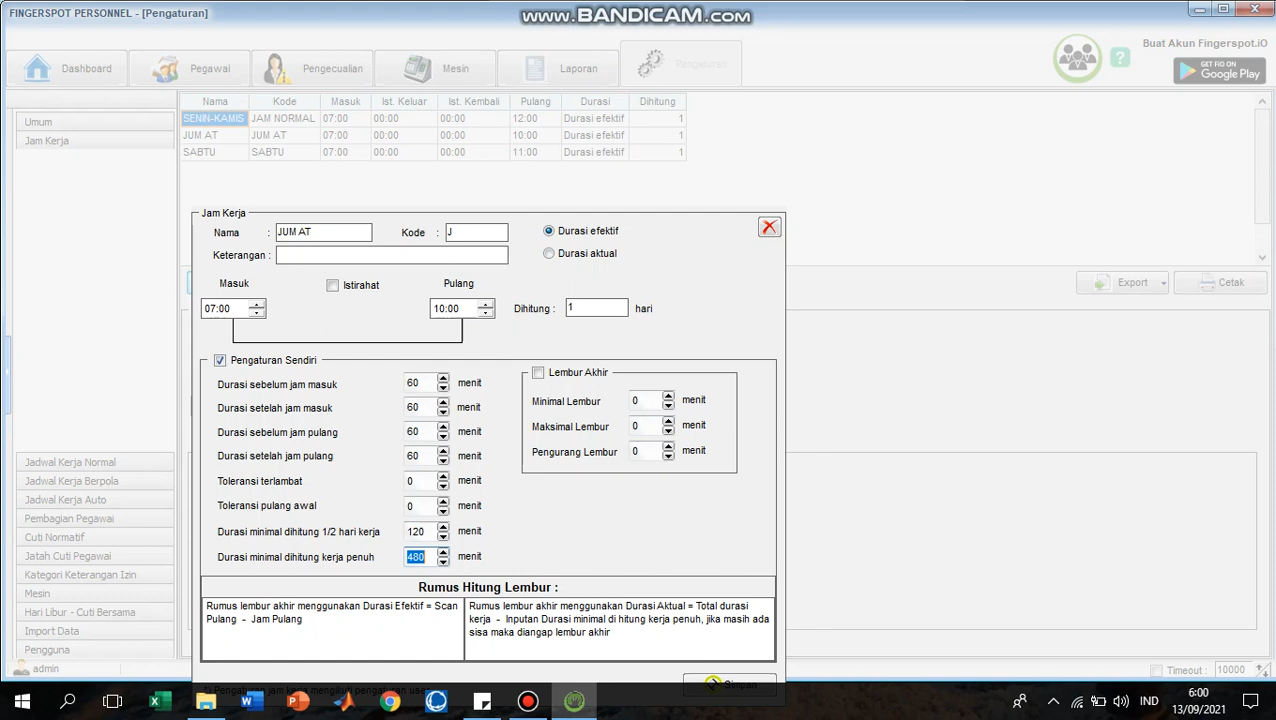 FINGERSPOT PERSONNEL - [Pengaturan]
www.BANDICAM.com
Dashboard
Pegawai
Pengecualian
Mesin
Laporan
Pengaturan
Buat Akun Fingerspot.iO
?
GET FiO ON
Google Play
Umum
Jam Kerja
Nama Kode Masuk Ist. Keluar Ist. Kembali Pulang Durasi Dihitung
SENIN-KAMIS JAM NORMAL 07:00 00:00 00:00 12:00 Durasi efektif 1
JUM AT JUM AT 07:00 00:00 00:00 10:00 Durasi efektif 1
SABTU SABTU 07:00 00:00 00:00 11:00 Durasi efektif 1
Export
Cetak
Jam Kerja
Nama : JUM AT Kode : J
Durasi efektif
Keterangan :
Durasi aktual
Masuk Istirahat Pulang
07:00 10:00 Dihitung : 1 hari
Pengaturan Sendiri
Durasi sebelum jam masuk 60 menit
Durasi setelah jam masuk 60 menit
Durasi sebelum jam pulang 60 menit
Durasi setelah jam pulang 60 menit
Toleransi terlambat 0 menit
Toleransi pulang awal 0 menit
Durasi minimal dihitung 1/2 hari kerja 120 menit
Durasi minimal dihitung kerja penuh 480 menit
Lembur Akhir
Minimal Lembur 0 menit
Maksimal Lembur 0 menit
Pengurang Lembur 0 menit
Rumus Hitung Lembur :
Rumus lembur akhir menggunakan Durasi Efektif = Scan
Pulang - Jam Pulang
Rumus lembur akhir menggunakan Durasi Aktual = Total durasi
kerja - Inputan Durasi minimal di hitung kerja penuh, jika masih ada
sisa maka diangap lembur akhir
Simpan
Jadwal Kerja Normal
Jadwal Kerja Berpola
Jadwal Kerja Auto
Pembagian Pegawai
Cuti Normatif
Jatah Cuti Pegawai
Kategori Keterangan Izin
Mesin
Hari Libur - Cuti Bersama
Import Data
Pengguna
admin
Timeout : 10000
Pengaturan jam kerja mengikuti pengaturan
IND
6:00
13/09/2021